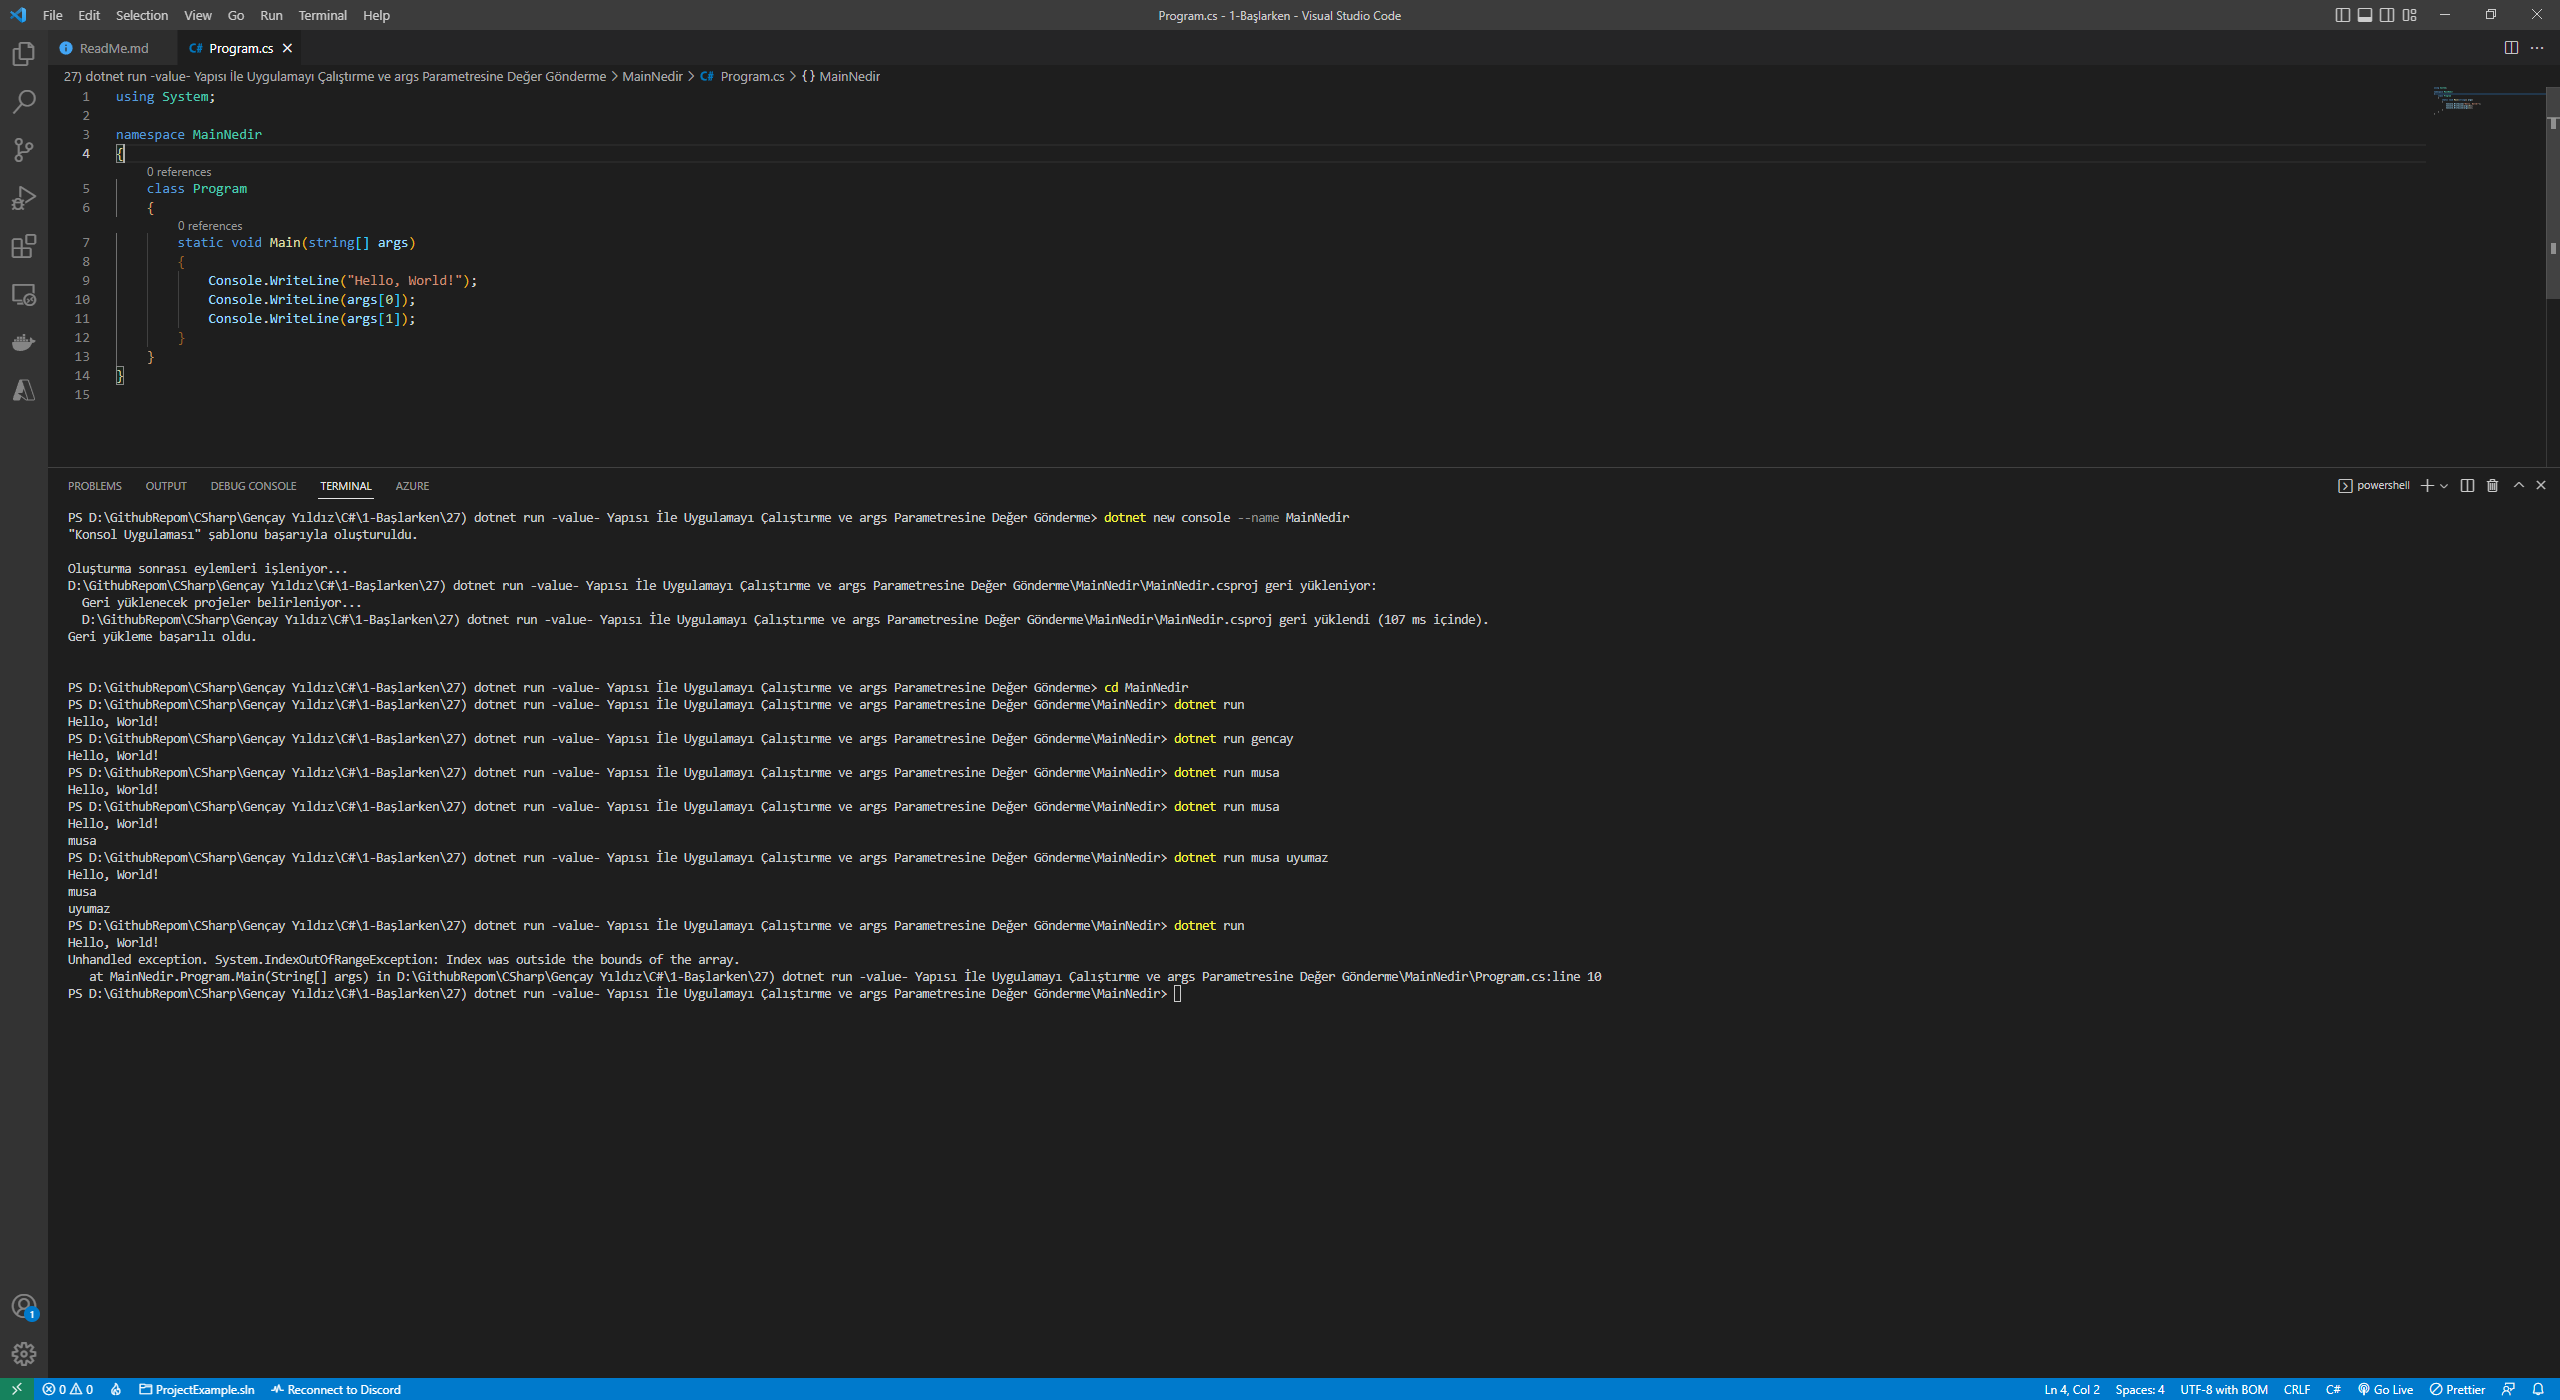 File Edit Selection View Go Run Terminal Help
Program.cs - 1-Başlarken - Visual Studio Code
ReadMe.md
C# Program.cs
27) dotnet run -value- Yapısı İle Uygulamayı Çalıştırme ve args Parametresine Değer Gönderme > MainNedir > C# Program.cs > {} MainNedir
1 using System;
2
3 namespace MainNedir
4 {
0 references
5 class Program
6 {
0 references
7 static void Main(string[] args)
8 {
9 Console.WriteLine("Hello, World!");
10 Console.WriteLine(args[0]);
11 Console.WriteLine(args[1]);
12 }
13 }
14 }
15
PROBLEMS OUTPUT DEBUG CONSOLE TERMINAL AZURE
powershell
PS D:\GithubRepom\CSharp\Gençay Yıldız\C#\1-Başlarken\27) dotnet run -value- Yapısı İle Uygulamayı Çalıştırme ve args Parametresine Değer Gönderme> dotnet new console --name MainNedir
"Konsol Uygulaması" şablonu başarıyla oluşturuldu.
Oluşturma sonrası eylemleri işleniyor...
D:\GithubRepom\CSharp\Gençay Yıldız\C#\1-Başlarken\27) dotnet run -value- Yapısı İle Uygulamayı Çalıştırme ve args Parametresine Değer Gönderme\MainNedir\MainNedir.csproj geri yükleniyor:
Geri yüklenecek projeler belirleniyor...
D:\GithubRepom\CSharp\Gençay Yıldız\C#\1-Başlarken\27) dotnet run -value- Yapısı İle Uygulamayı Çalıştırme ve args Parametresine Değer Gönderme\MainNedir\MainNedir.csproj geri yüklendi (107 ms içinde).
Geri yükleme başarılı oldu.
PS D:\GithubRepom\CSharp\Gençay Yıldız\C#\1-Başlarken\27) dotnet run -value- Yapısı İle Uygulamayı Çalıştırme ve args Parametresine Değer Gönderme> cd MainNedir
PS D:\GithubRepom\CSharp\Gençay Yıldız\C#\1-Başlarken\27) dotnet run -value- Yapısı İle Uygulamayı Çalıştırme ve args Parametresine Değer Gönderme\MainNedir> dotnet run
Hello, World!
PS D:\GithubRepom\CSharp\Gençay Yıldız\C#\1-Başlarken\27) dotnet run -value- Yapısı İle Uygulamayı Çalıştırme ve args Parametresine Değer Gönderme\MainNedir> dotnet run gencay
Hello, World!
PS D:\GithubRepom\CSharp\Gençay Yıldız\C#\1-Başlarken\27) dotnet run -value- Yapısı İle Uygulamayı Çalıştırme ve args Parametresine Değer Gönderme\MainNedir> dotnet run musa
Hello, World!
PS D:\GithubRepom\CSharp\Gençay Yıldız\C#\1-Başlarken\27) dotnet run -value- Yapısı İle Uygulamayı Çalıştırme ve args Parametresine Değer Gönderme\MainNedir> dotnet run musa
Hello, World!
musa
PS D:\GithubRepom\CSharp\Gençay Yıldız\C#\1-Başlarken\27) dotnet run -value- Yapısı İle Uygulamayı Çalıştırme ve args Parametresine Değer Gönderme\MainNedir> dotnet run musa uyumaz
Hello, World!
musa
uyumaz
PS D:\GithubRepom\CSharp\Gençay Yıldız\C#\1-Başlarken\27) dotnet run -value- Yapısı İle Uygulamayı Çalıştırme ve args Parametresine Değer Gönderme\MainNedir> dotnet run
Hello, World!
Unhandled exception. System.IndexOutOfRangeException: Index was outside the bounds of the array.
at MainNedir.Program.Main(String[] args) in D:\GithubRepom\CSharp\Gençay Yıldız\C#\1-Başlarken\27) dotnet run -value- Yapısı İle Uygulamayı Çalıştırme ve args Parametresine Değer Gönderme\MainNedir\Program.cs:line 10
PS D:\GithubRepom\CSharp\Gençay Yıldız\C#\1-Başlarken\27) dotnet run -value- Yapısı İle Uygulamayı Çalıştırme ve args Parametresine Değer Gönderme\MainNedir>
1
0 0 ProjectExample.sln Reconnect to Discord
Ln 4, Col 2 Spaces: 4 UTF-8 with BOM CRLF C# Go Live Prettier